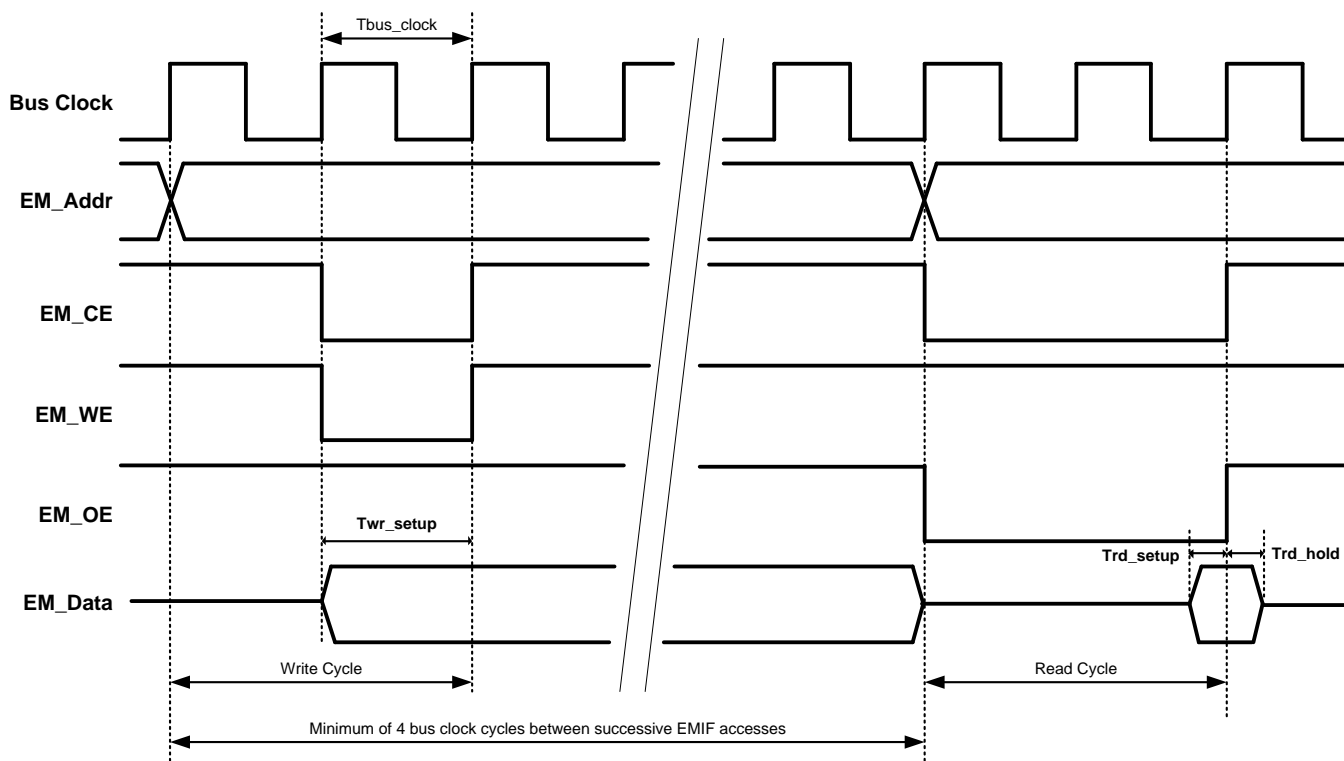 Tbus_clock
Bus Clock
EM_Addr
EM_CE
EM_WE
EM_OE
Twr_setup
Trd_setup
Trd_hold
EM_Data
Write Cycle
Read Cycle
Minimum of 4 bus clock cycles between successive EMIF accesses